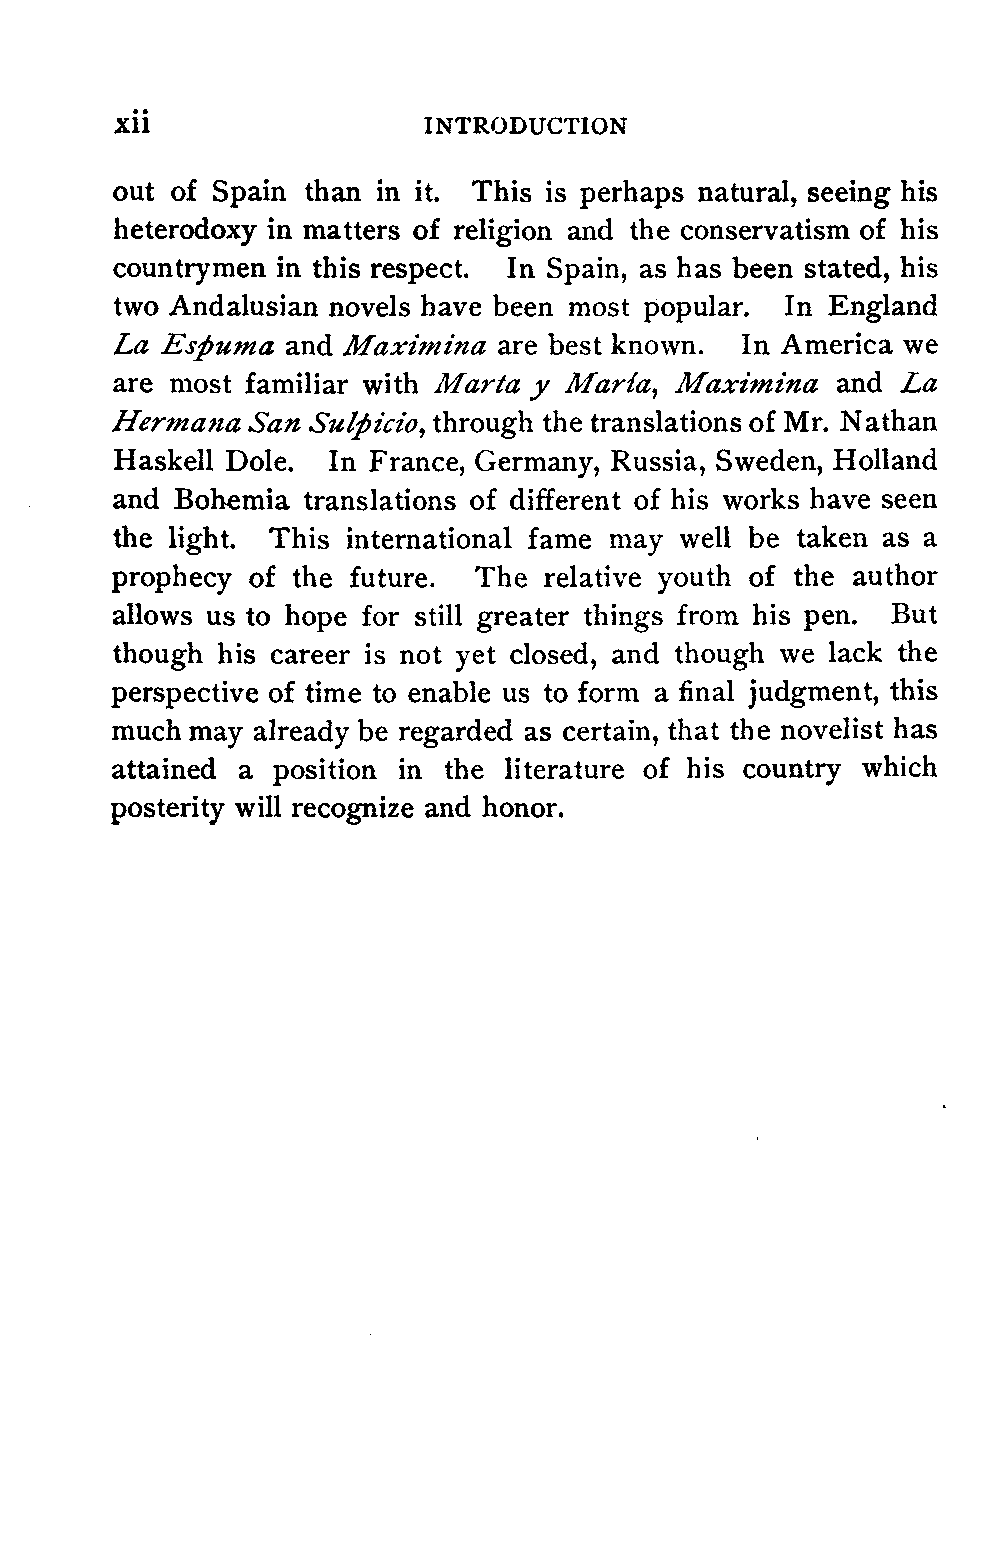 xii INTRODUCTION
out of Spain than in it. This is perhaps natural, seeing his
heterodoxy in matters of religion and the conservatism of his
countrymen in this respect. In Spain, as has been stated, his
two Andalusian novels have been most popular. In England
La Espuma and Maximina are best known. In America we
are most familiar with Marta y María, Maximina and La
Hermana San Sulpicio, through the translations of Mr. Nathan
Haskell Dole. In France, Germany, Russia, Sweden, Holland
and Bohemia translations of different of his works have seen
the light. This international fame may well be taken as a
prophecy of the future. The relative youth of the author
allows us to hope for still greater things from his pen. But
though his career is not yet closed, and though we lack the
perspective of time to enable us to form a final judgment, this
much may already be regarded as certain, that the novelist has
attained a position in the literature of his country which
posterity will recognize and honor.